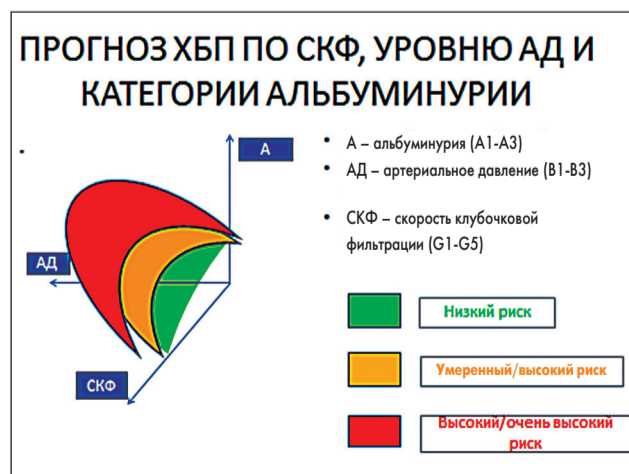 ПРОГНОЗ ХБП ПО СКФ, УРОВНЮ АД И
КАТЕГОРИИ АЛЬБУМИНУРИИ
• А – альбуминурия (А1-А3)
• АД – артериальное давление (В1-В3)
• СКФ – скорость клубочковой
фильтрации (G1-G5)
А
АД
СКФ
Низкий риск
Умеренный/высокий риск
Высокий/очень высокий
риск